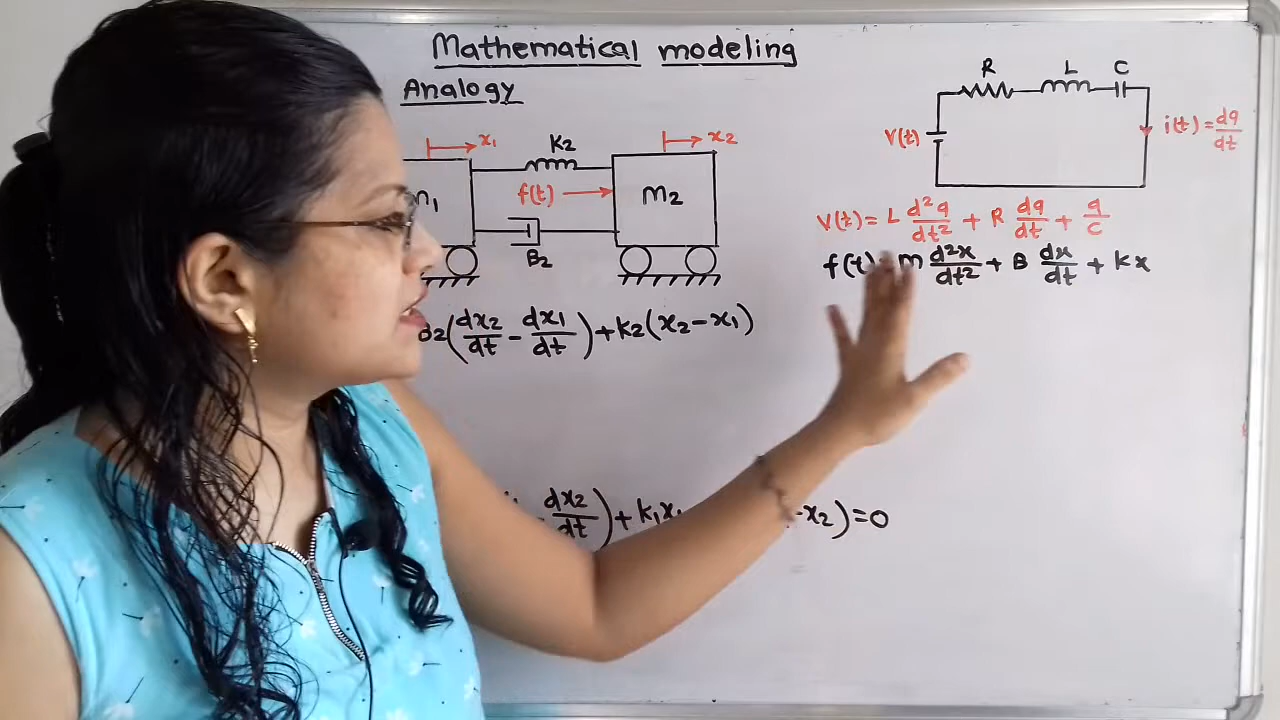 Mathematical modeling
Analogy
x₁
K₂
x₂
f(t)
m₂
B₂
(dx₂/dt - dx₁/dt) + K₂(x₂ - x₁)
dx₂/dt) + K₁x₁
- x₂) = 0
R L C
V(t)
i(t) = dq/dt
V(t) = L d²q/dt² + R dq/dt + q/C
f(t) m d²x/dt² + B dx/dt + Kx